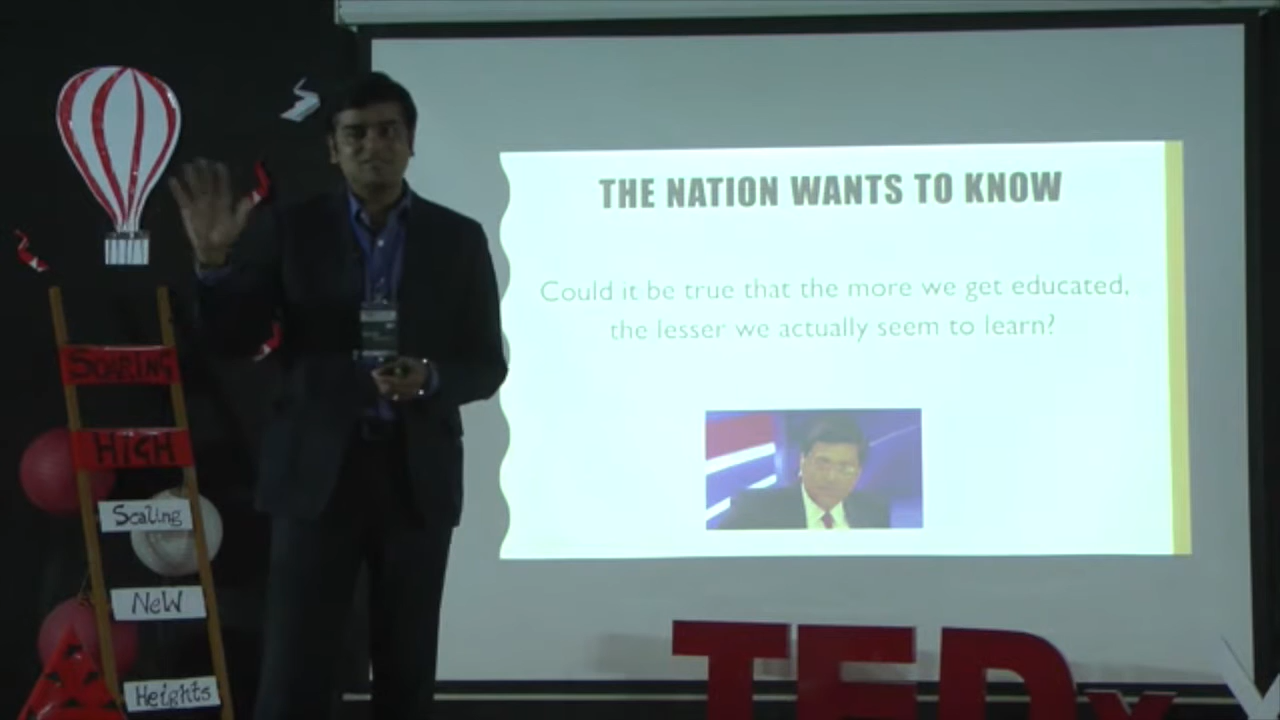 THE NATION WANTS TO KNOW
Could it be true that the more we get educated,
the lesser we actually seem to learn?
SOARING
HIGH
Scaling
NeW
Heights
TEDx